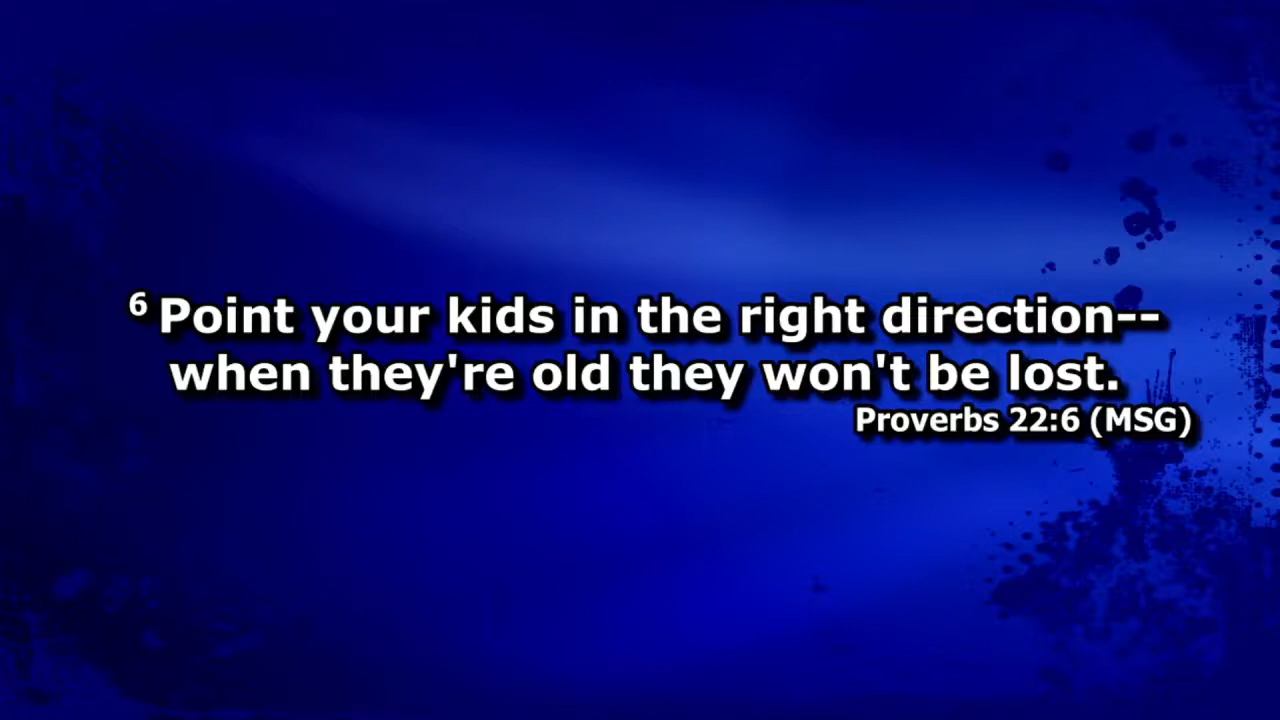 6 Point your kids in the right direction--
when they're old they won't be lost.
Proverbs 22:6 (MSG)